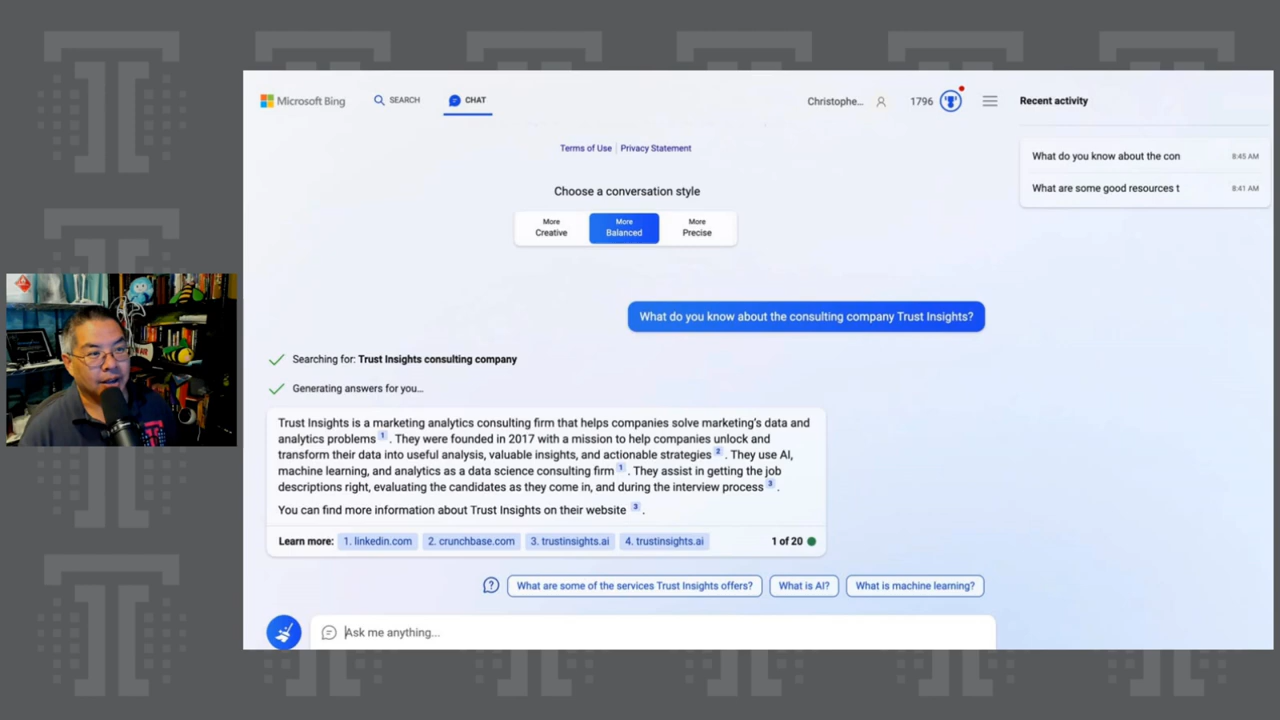 Microsoft Bing
SEARCH
CHAT
Christophe...
1796
Recent activity
Terms of Use | Privacy Statement
What do you know about the con
8:45 AM
What are some good resources t
8:41 AM
Choose a conversation style
More
Creative
More
Balanced
More
Precise
What do you know about the consulting company Trust Insights?
Searching for: Trust Insights consulting company
Generating answers for you...
Trust Insights is a marketing analytics consulting firm that helps companies solve marketing's data and
analytics problems 1 . They were founded in 2017 with a mission to help companies unlock and
transform their data into useful analysis, valuable insights, and actionable strategies 2 . They use AI,
machine learning, and analytics as a data science consulting firm 1 . They assist in getting the job
descriptions right, evaluating the candidates as they come in, and during the interview process 3 .
You can find more information about Trust Insights on their website 3 .
Learn more: 1. linkedin.com 2. crunchbase.com 3. trustinsights.ai 4. trustinsights.ai 1 of 20
What are some of the services Trust Insights offers? What is AI? What is machine learning?
Ask me anything...